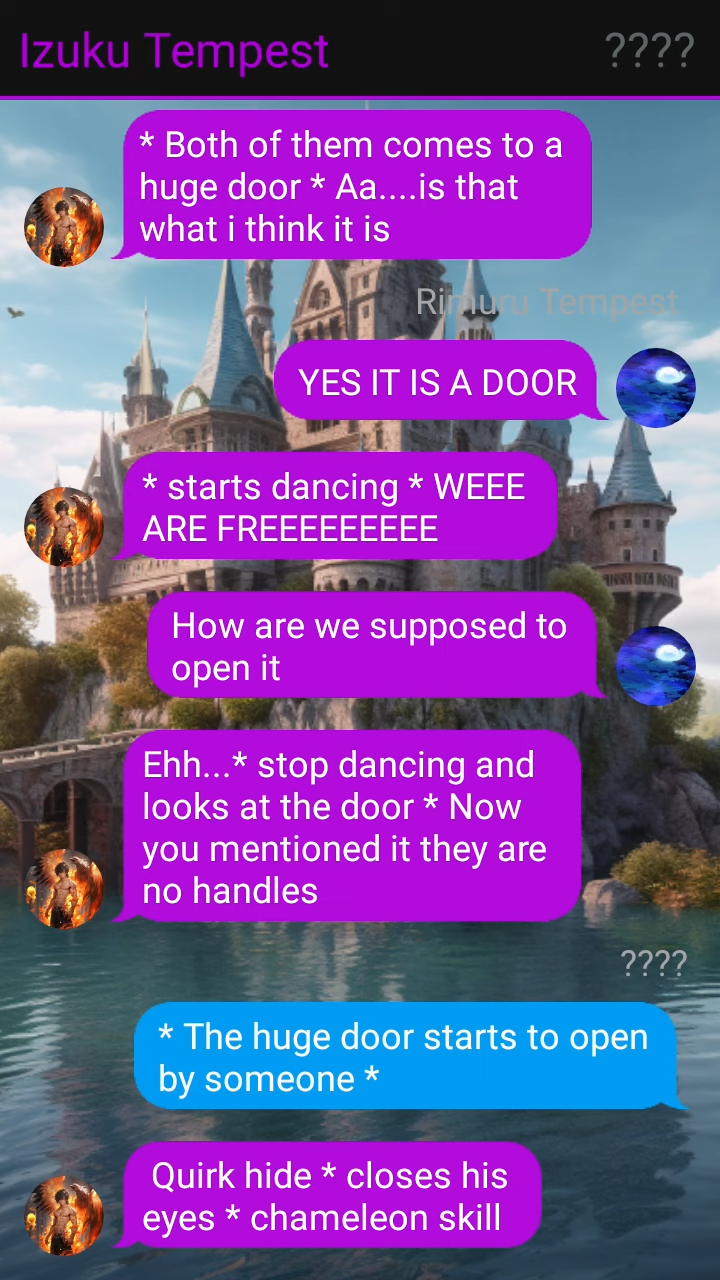 Izuku Tempest
????
* Both of them comes to a
huge door * Aa....is that
what i think it is
Rimuru Tempest
YES IT IS A DOOR
* starts dancing * WEEE
ARE FREEEEEEEEE
How are we supposed to
open it
Ehh...* stop dancing and
looks at the door * Now
you mentioned it they are
no handles
????
* The huge door starts to open
by someone *
Quirk hide * closes his
eyes * chameleon skill